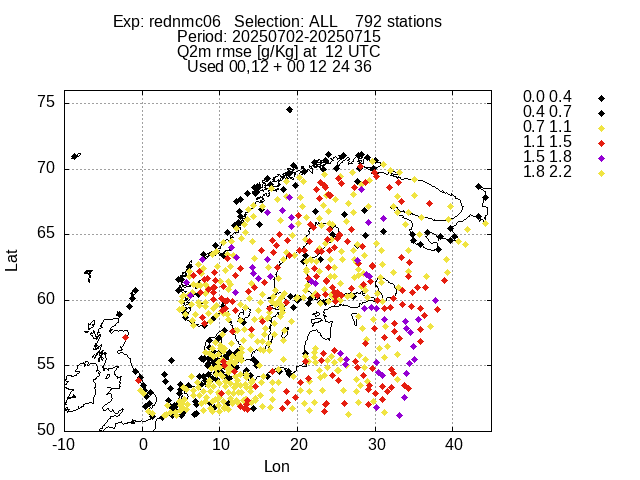 Exp: rednmc06   Selection: ALL    792 stations
Period: 20250702-20250715
Q2m rmse [g/Kg] at  12 UTC
Used 00,12 + 00 12 24 36
0.0 0.4
0.4 0.7
0.7 1.1
1.1 1.5
1.5 1.8
1.8 2.2
75
70
65
60
55
50
Lat
-10 0 10 20 30 40
Lon